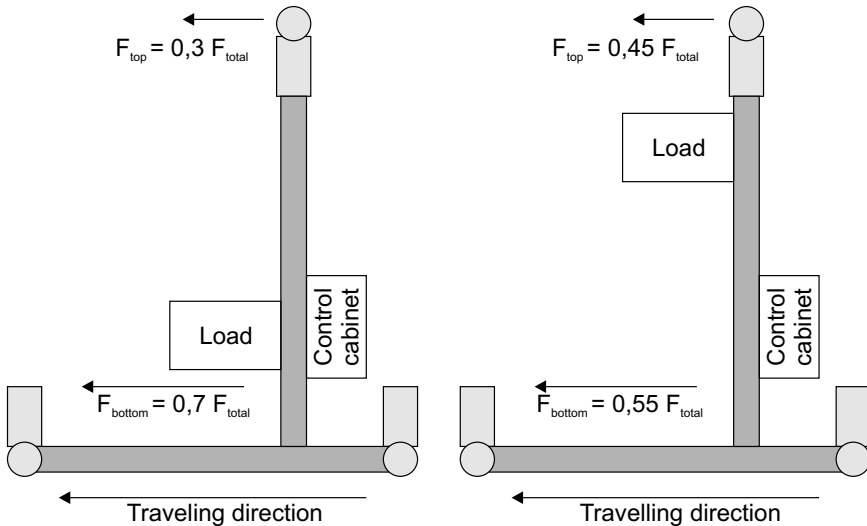 F_top = 0,3 F_total
Load
Control
cabinet
F_bottom = 0,7 F_total
Traveling direction
F_top = 0,45 F_total
Load
Control
cabinet
F_bottom = 0,55 F_total
Travelling direction